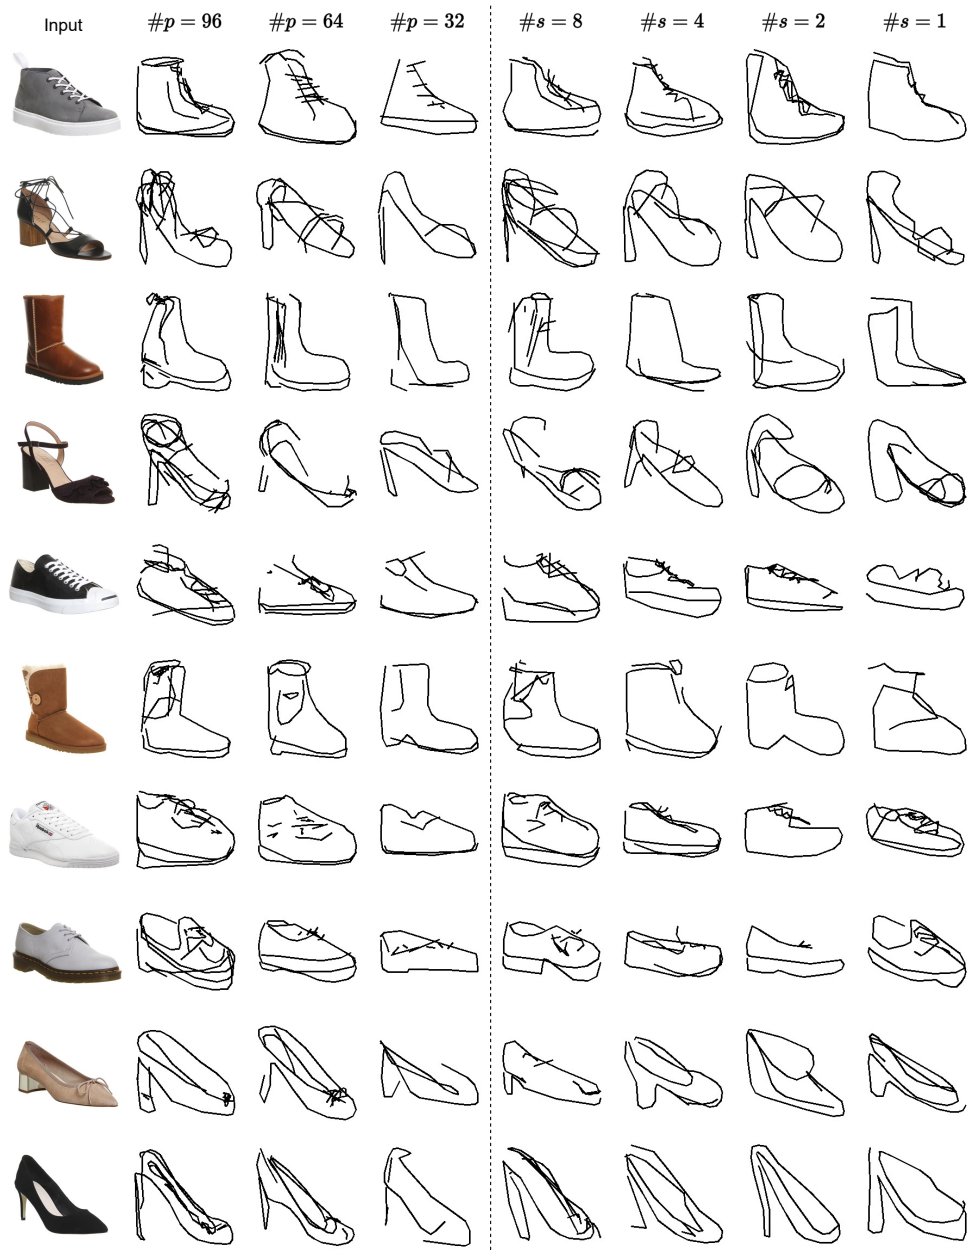 Input #p = 96 #p = 64 #p = 32 #s = 8 #s = 4 #s = 2 #s = 1